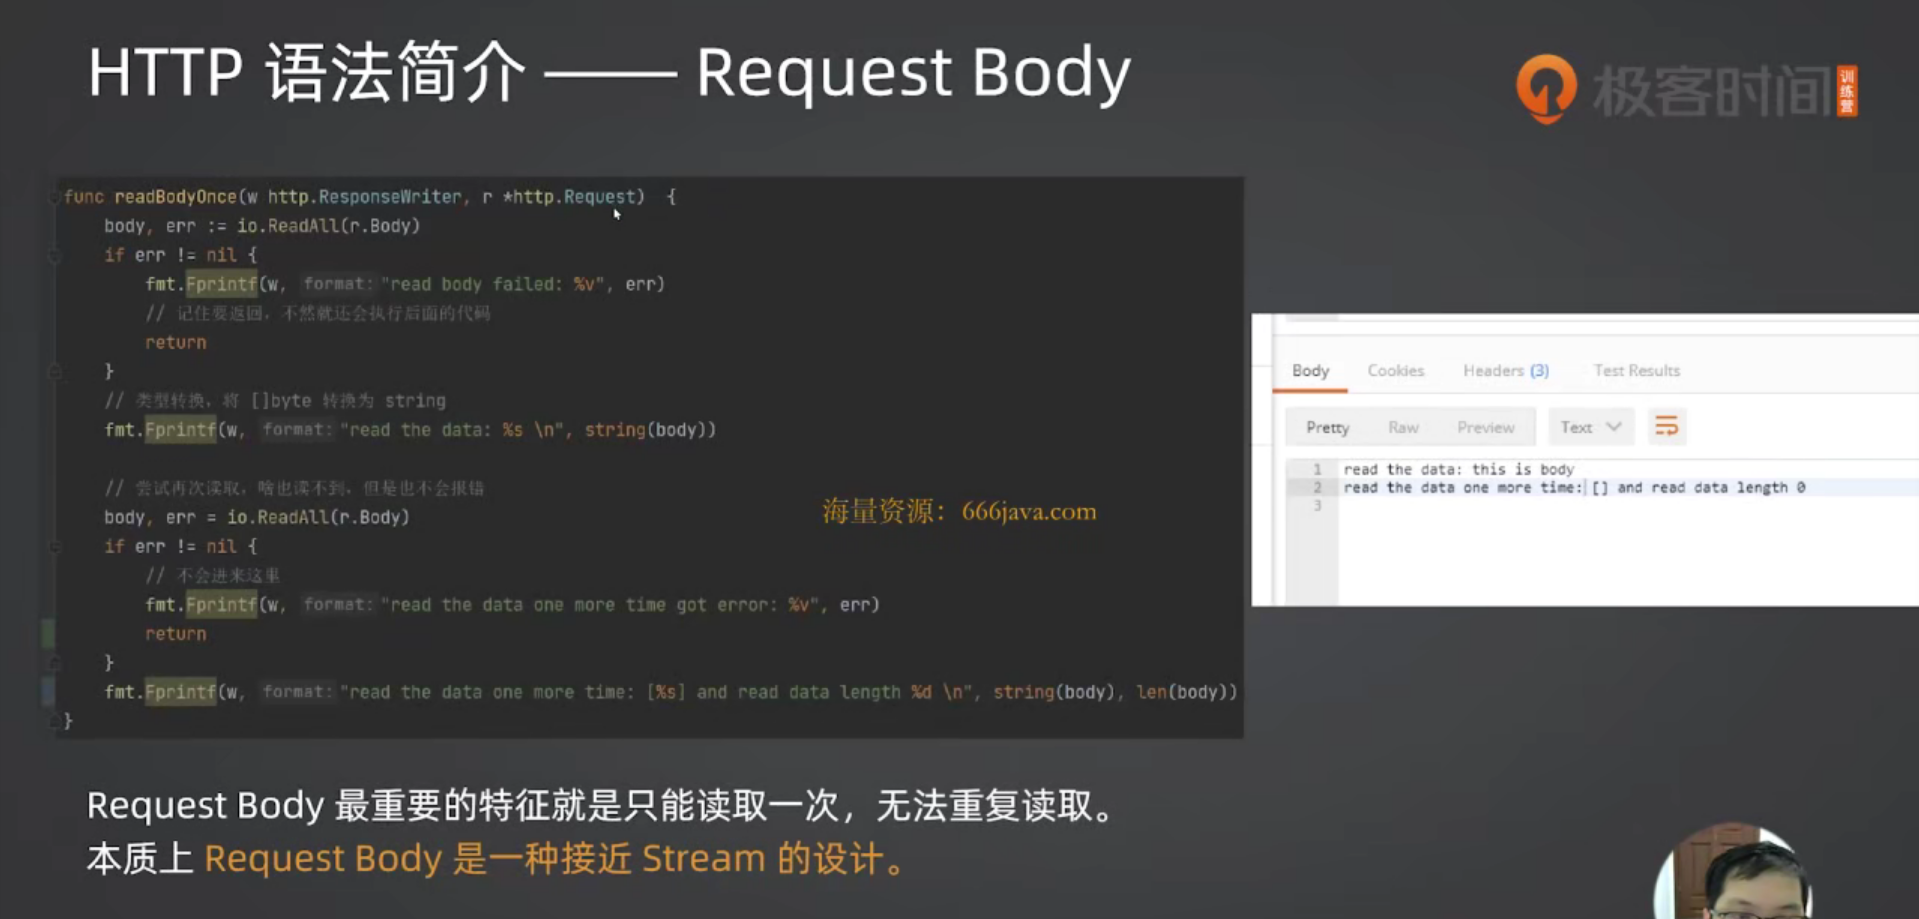 HTTP 语法简介 —— Request Body
极客时间
训练营
func readBodyOnce(w http.ResponseWriter, r *http.Request) {
body, err := io.ReadAll(r.Body)
if err != nil {
fmt.Fprintf(w, format: "read body failed: %v", err)
// 记住要返回，不然就还会执行后面的代码
return
}
// 类型转换，将 []byte 转换为 string
fmt.Fprintf(w, format: "read the data: %s \n", string(body))
// 尝试再次读取，啥也读不到，但是也不会报错
body, err = io.ReadAll(r.Body)
if err != nil {
// 不会进来这里
fmt.Fprintf(w, format: "read the data one more time got error: %v", err)
return
}
fmt.Fprintf(w, format: "read the data one more time: [%s] and read data length %d \n", string(body), len(body))
}
海量资源：666java.com
Body Cookies Headers (3) Test Results
Pretty Raw Preview Text
1 read the data: this is body
2 read the data one more time: [] and read data length 0
3
Request Body 最重要的特征就是只能读取一次，无法重复读取。
本质上 Request Body 是一种接近 Stream 的设计。